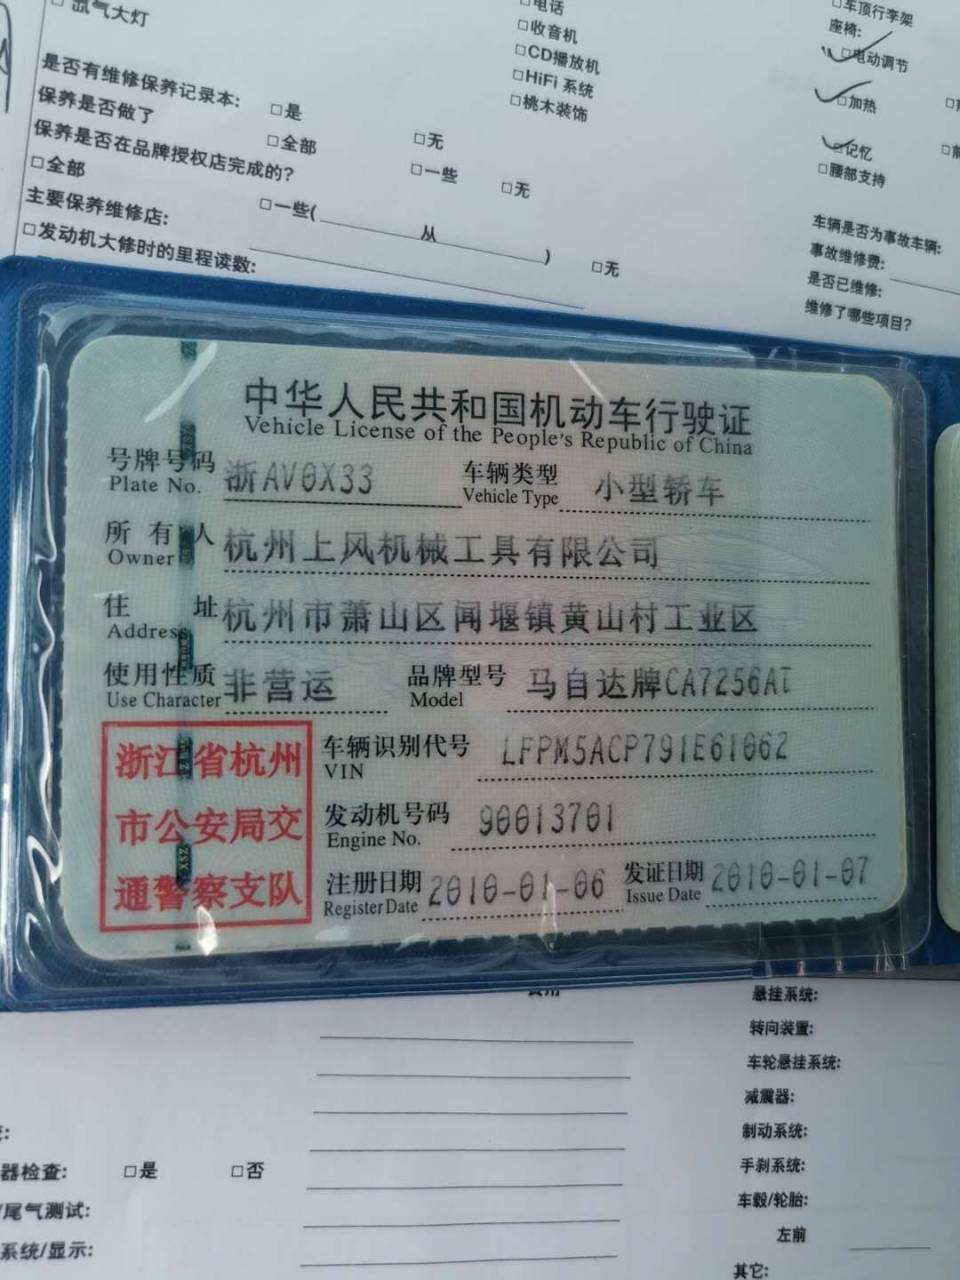 □氙气大灯
□电话
□车顶行李架
□收音机
座椅:
□CD播放机
□电动调节
是否有维修保养记录本: □是
□HiFi 系统
□加热
保养是否做了 □全部 □无
□桃木装饰
□记忆
保养是否在品牌授权店完成的? □一些 □无
□腰部支持
□全部 □一些( 从 ) □无
主要保养维修店:
车辆是否为事故车辆:
□发动机大修时的里程读数:
事故维修费:
是否已维修:
维修了哪些项目?
中华人民共和国机动车行驶证
Vehicle License of the People's Republic of China
号牌号码 浙AV0X33 车辆类型 小型轿车
Plate No. Vehicle Type
所有人 杭州上风机械工具有限公司
Owner
住址 杭州市萧山区闻堰镇黄山村工业区
Address
使用性质 非营运 品牌型号 马自达牌CA7256AT
Use Character Model
浙江省杭州
市公安局交
通警察支队
车辆识别代号 LFPM5ACP791E61062
VIN
发动机号码 90013701
Engine No.
注册日期 2010-01-06 发证日期 2010-01-07
Register Date Issue Date
费用
悬挂系统:
转向装置:
车轮悬挂系统:
减震器:
制动系统:
器检查: □是 □否
手刹系统:
/尾气测试:
车毂/轮胎:
左前
系统/显示:
其它: